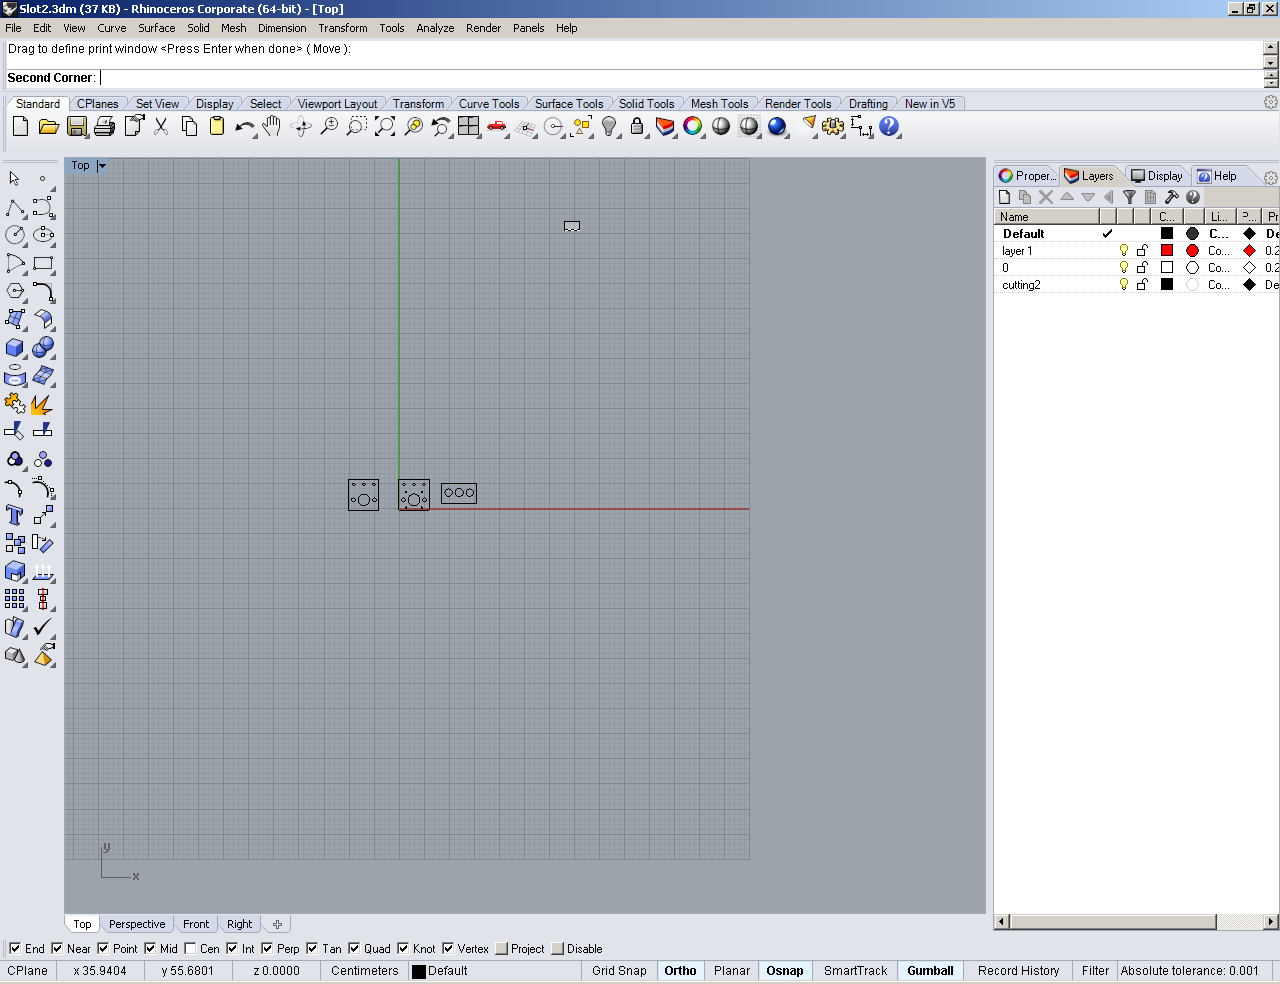 Slot2.3dm (37 KB) - Rhinoceros Corporate (64-bit) - [Top]
File Edit View Curve Surface Solid Mesh Dimension Transform Tools Analyze Render Panels Help
Drag to define print window <Press Enter when done> ( Move ):
Second Corner:
Standard CPlanes Set View Display Select Viewport Layout Transform Curve Tools Surface Tools Solid Tools Mesh Tools Render Tools Drafting New in V5
Top
Proper... Layers Display Help
Name C... Li... P... Pr
Default C... De
layer 1 Co... 0.2
0 Co... 0.2
cutting2 Co... De
y
x
Top Perspective Front Right
End Near Point Mid Cen Int Perp Tan Quad Knot Vertex Project Disable
CPlane x 35.9404 y 55.6801 z 0.0000 Centimeters Default Grid Snap Ortho Planar Osnap SmartTrack Gumball Record History Filter Absolute tolerance: 0.001